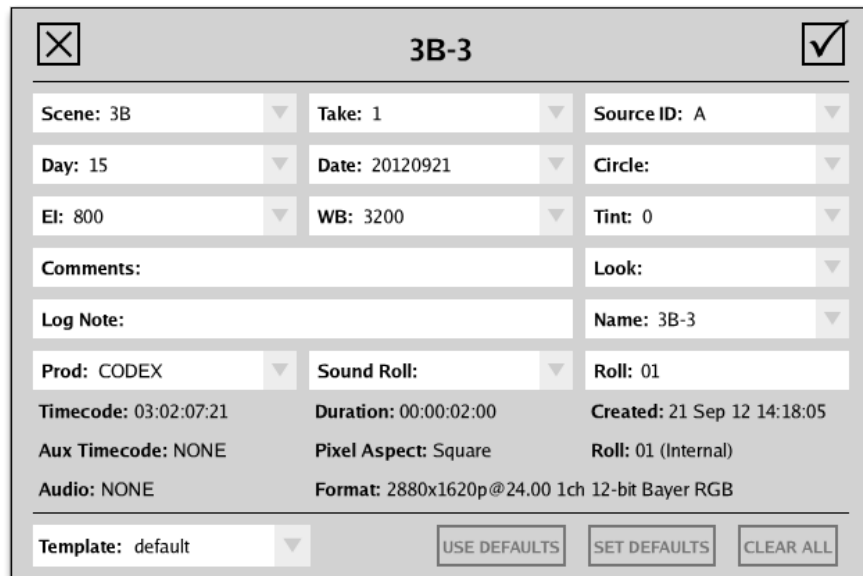 3B-3
Scene: 3B Take: 1 Source ID: A
Day: 15 Date: 20120921 Circle:
EI: 800 WB: 3200 Tint: 0
Comments: Look:
Log Note: Name: 3B-3
Prod: CODEX Sound Roll: Roll: 01
Timecode: 03:02:07:21 Duration: 00:00:02:00 Created: 21 Sep 12 14:18:05
Aux Timecode: NONE Pixel Aspect: Square Roll: 01 (Internal)
Audio: NONE Format: 2880x1620p@24.00 1ch 12-bit Bayer RGB
Template: default USE DEFAULTS SET DEFAULTS CLEAR ALL